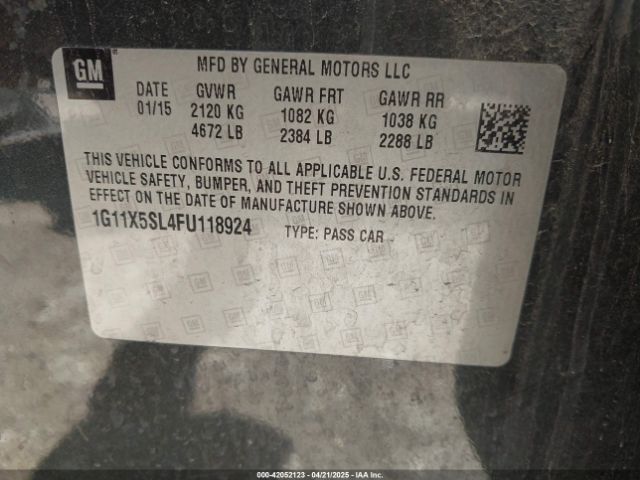 GM
MFD BY GENERAL MOTORS LLC
DATE GVWR GAWR FRT GAWR RR
01/15 2120 KG 1082 KG 1038 KG
4672 LB 2384 LB 2288 LB
THIS VEHICLE CONFORMS TO ALL APPLICABLE U.S. FEDERAL MOTOR
VEHICLE SAFETY, BUMPER, AND THEFT PREVENTION STANDARDS IN
EFFECT ON THE DATE OF MANUFACTURE SHOWN ABOVE.
1G11X5SL4FU118924 TYPE: PASS CAR
000-42052123 - 04/21/2025 - IAAI.COM